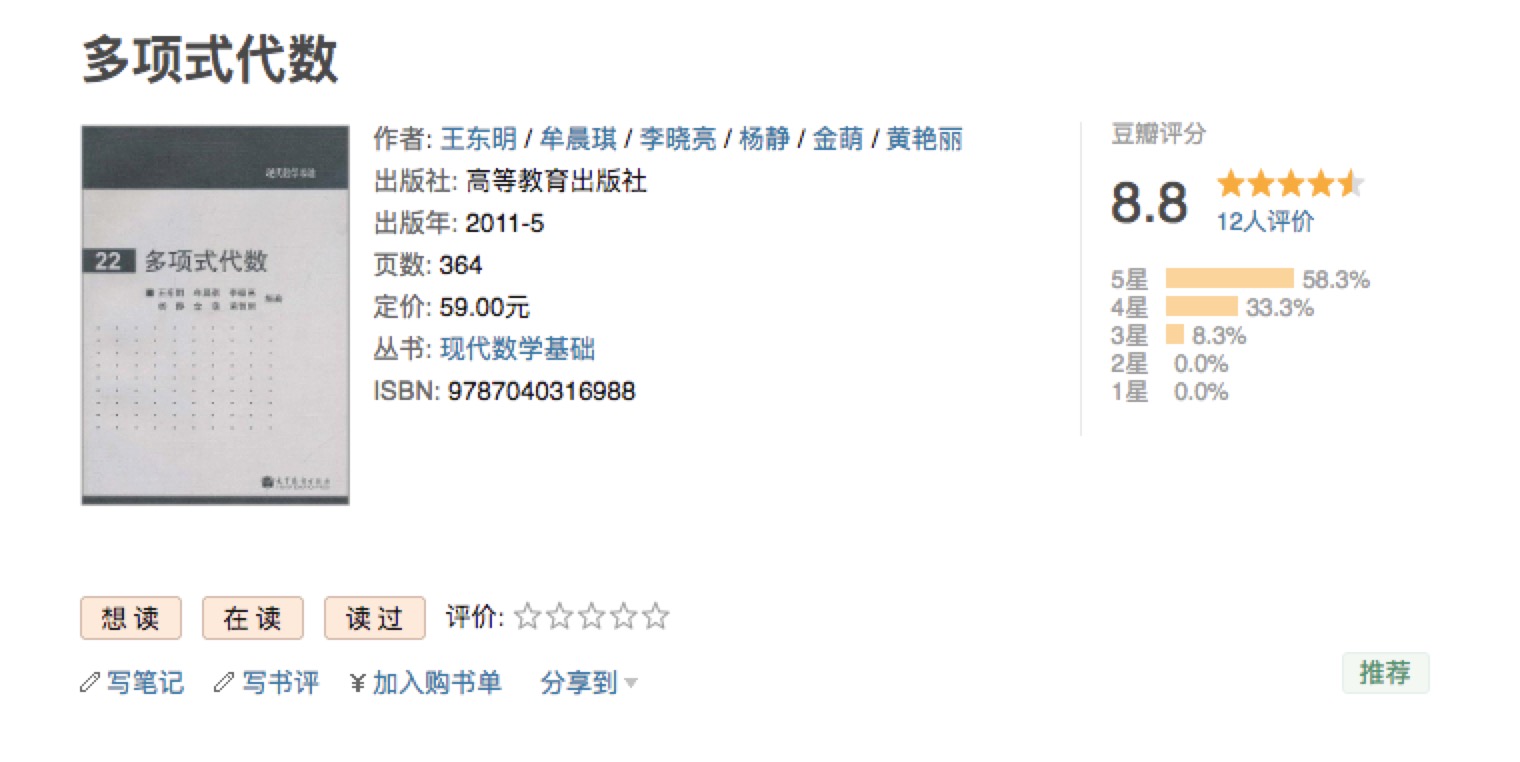 多项式代数
现代数学基础
22 多项式代数
作者: 王东明 / 牟晨琪 / 李晓亮 / 杨静 / 金萌 / 黄艳丽
出版社: 高等教育出版社
出版年: 2011-5
页数: 364
定价: 59.00元
丛书: 现代数学基础
ISBN: 9787040316988
豆瓣评分
8.8
12人评价
5星 58.3%
4星 33.3%
3星 8.3%
2星 0.0%
1星 0.0%
想读 在读 读过 评价:
写笔记 写书评 ¥加入购书单 分享到
推荐